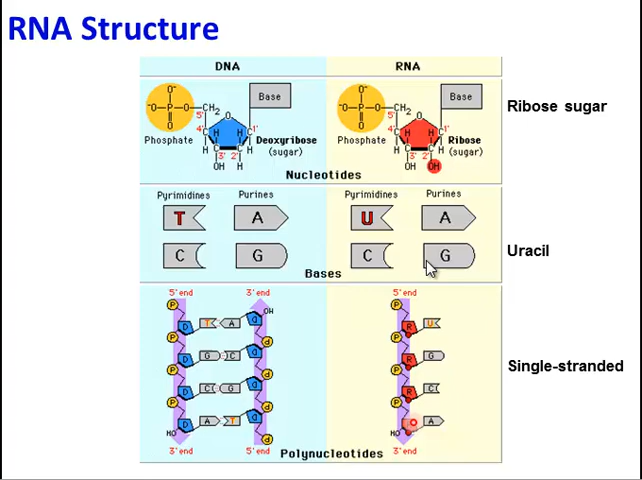 RNA Structure
DNA RNA
O⁻ Base O⁻ Base
⁻O P O CH₂ O ⁻O P O CH₂ O
O 5' O 5'
4' C C 1' 4' C C 1'
Phosphate H H H H Deoxyribose Phosphate H H H H Ribose
H C C H (sugar) H C C H (sugar)
3' 2' 3' 2'
OH H OH OH
Nucleotides
Ribose sugar
Pyrimidines Purines Pyrimidines Purines
T A U A
C G C G
Bases
Uracil
5' end 3' end 5' end
P OH P
D T A D R U
P P P
D G C D R G
P P P
D C G D R C
P P P
D A T D A
HO P HO
3' end 5' end 3' end
Polynucleotides
Single-stranded